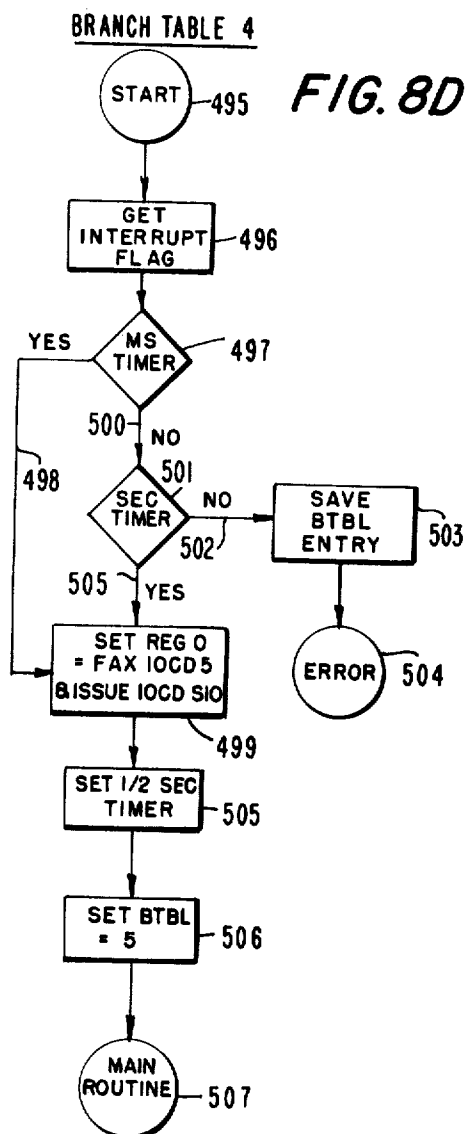 BRANCH TABLE 4
FIG. 8D
START
495
GET
INTERRUPT
FLAG
496
YES
MS
TIMER
497
500
NO
498
501
SEC
TIMER
NO
502
SAVE
BTBL
ENTRY
503
505
YES
ERROR
504
SET REG 0
= FAX IOCD 5
& ISSUE IOCD SIO
499
SET 1/2 SEC
TIMER
505
SET BTBL
= 5
506
MAIN
ROUTINE
507